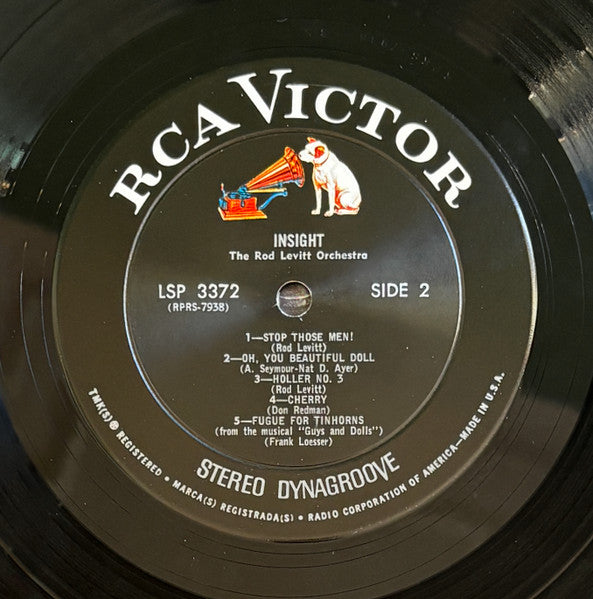 RCA VICTOR
INSIGHT
The Rod Levitt Orchestra
LSP 3372 SIDE 2
(RPRS-7938)
1—STOP THOSE MEN!
(Rod Levitt)
2—OH, YOU BEAUTIFUL DOLL
(A. Seymour-Nat D. Ayer)
3—HOLLER NO. 3
(Rod Levitt)
4—CHERRY
(Don Redman)
5—FUGUE FOR TINHORNS
(from the musical "Guys and Dolls")
(Frank Loesser)
STEREO DYNAGROOVE
TMK(S) ® REGISTERED • MARCA(S) REGISTRADA(S) • RADIO CORPORATION OF AMERICA—MADE IN U.S.A.